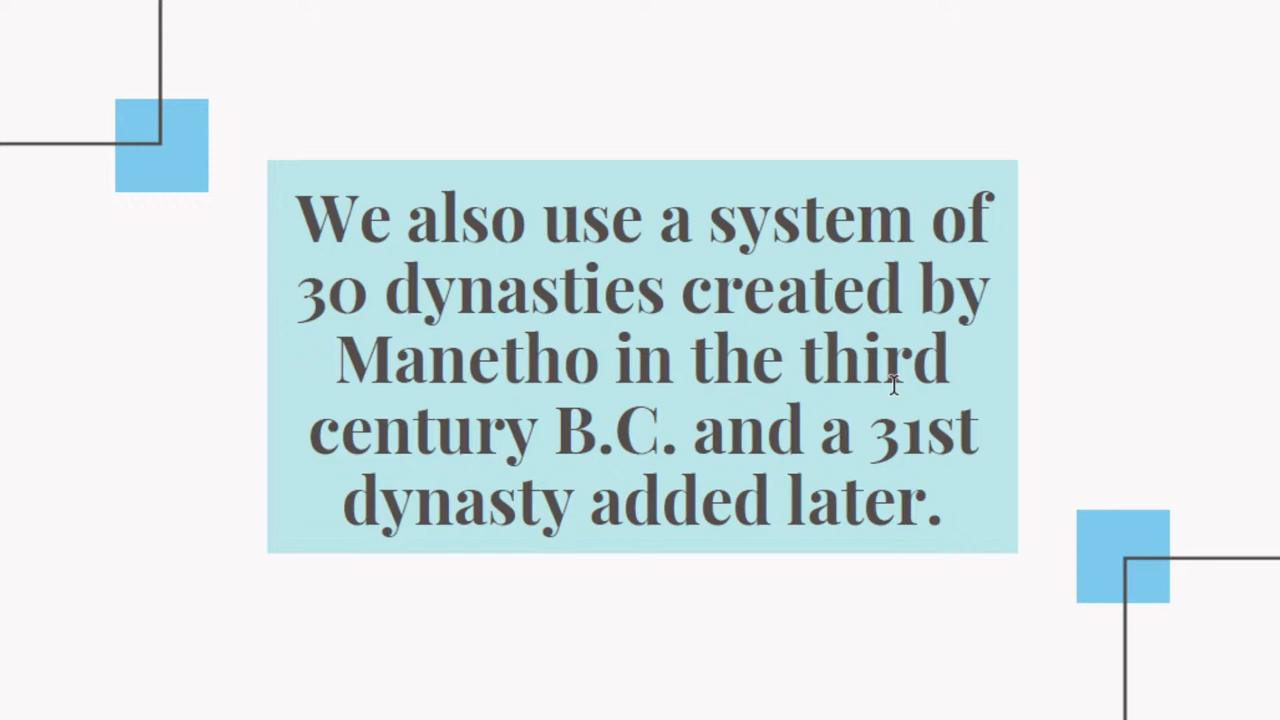 We also use a system of
30 dynasties created by
Manetho in the third
century B.C. and a 31st
dynasty added later.